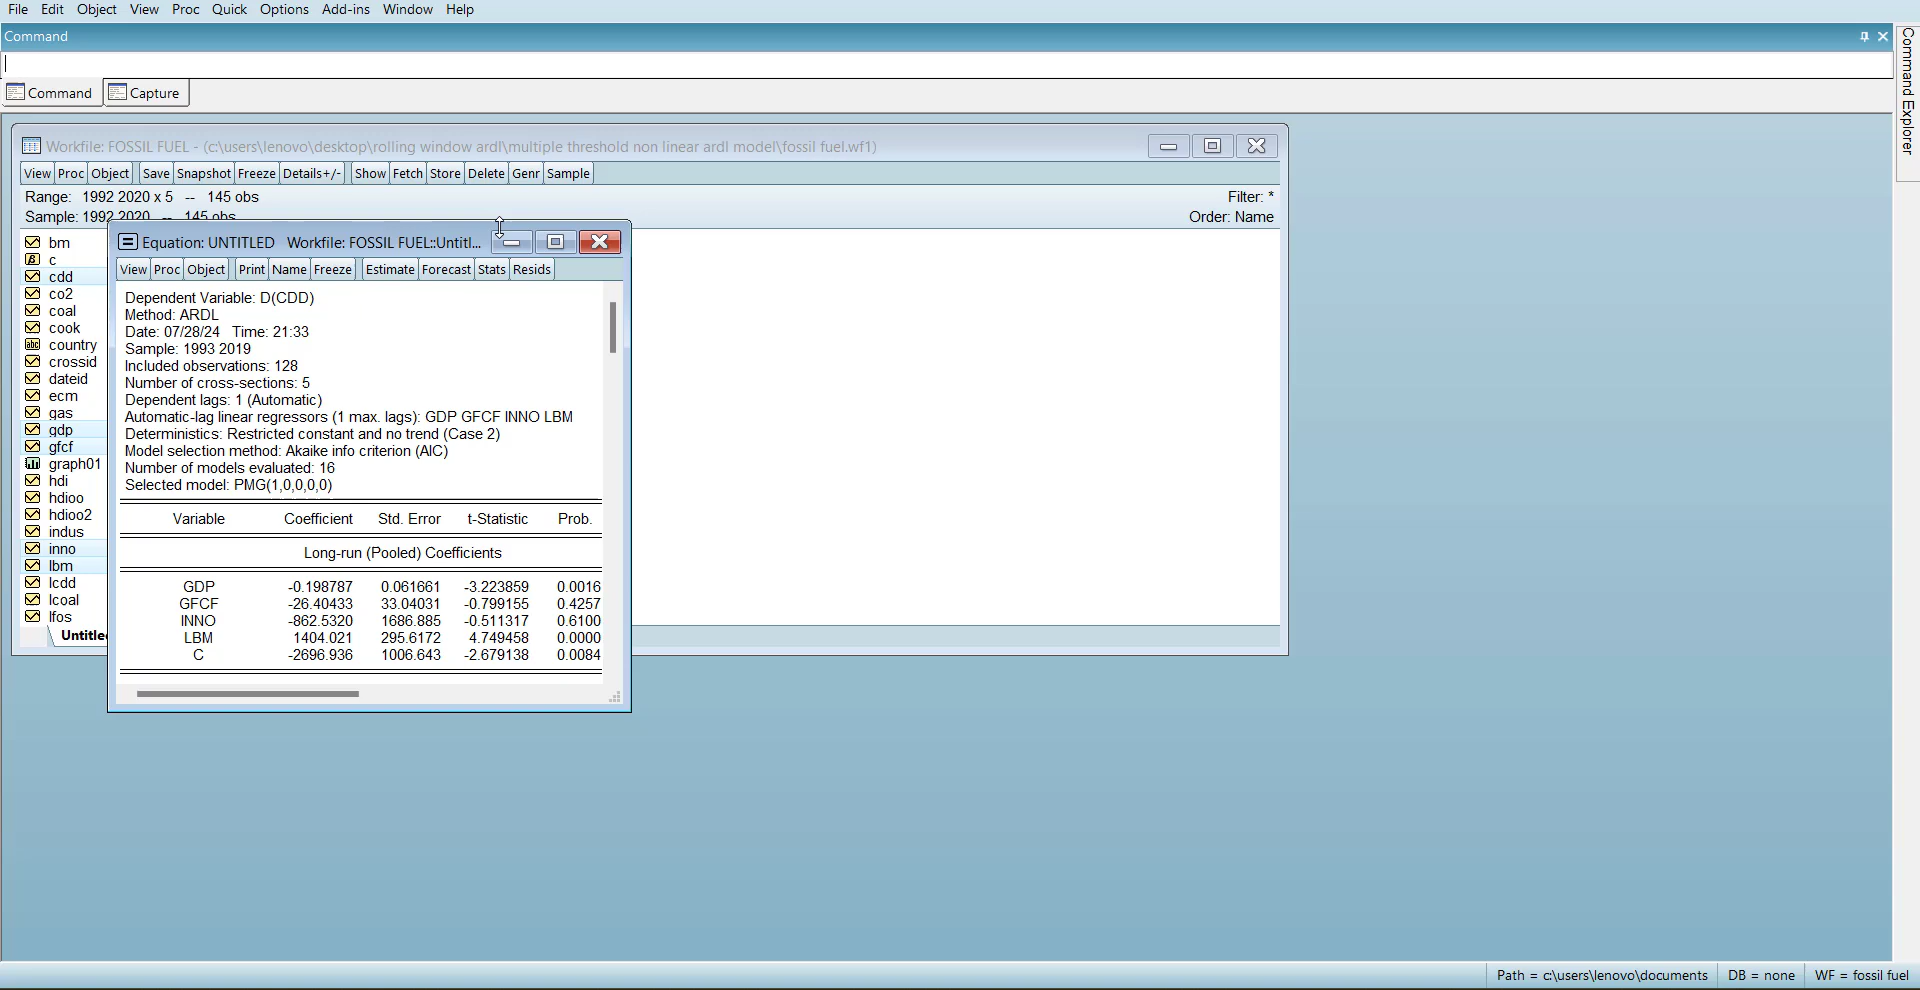 File Edit Object View Proc Quick Options Add-ins Window Help
Command
Command Capture
Command Explorer
Workfile: FOSSIL FUEL - (c:\users\lenovo\desktop\rolling window ardl\multiple threshold non linear ardl model\fossil fuel.wf1)
View Proc Object Save Snapshot Freeze Details+/- Show Fetch Store Delete Genr Sample
Range: 1992 2020 x 5 -- 145 obs
Filter: *
Sample: 1992 2020 -- 145 obs
Order: Name
bm
c
cdd
co2
coal
cook
country
crossid
dateid
ecm
gas
gdp
gfcf
graph01
hdi
hdioo
hdioo2
indus
inno
lbm
lcdd
lcoal
lfos
Equation: UNTITLED Workfile: FOSSIL FUEL::Untitl...
View Proc Object Print Name Freeze Estimate Forecast Stats Resids
Dependent Variable: D(CDD)
Method: ARDL
Date: 07/28/24 Time: 21:33
Sample: 1993 2019
Included observations: 128
Number of cross-sections: 5
Dependent lags: 1 (Automatic)
Automatic-lag linear regressors (1 max. lags): GDP GFCF INNO LBM
Deterministics: Restricted constant and no trend (Case 2)
Model selection method: Akaike info criterion (AIC)
Number of models evaluated: 16
Selected model: PMG(1,0,0,0,0)
Variable Coefficient Std. Error t-Statistic Prob.
Long-run (Pooled) Coefficients
GDP -0.198787 0.061661 -3.223859 0.0016
GFCF -26.40433 33.04031 -0.799155 0.4257
INNO -862.5320 1686.885 -0.511317 0.6100
LBM 1404.021 295.6172 4.749458 0.0000
C -2696.936 1006.643 -2.679138 0.0084
Path = c:\users\lenovo\documents DB = none WF = fossil fuel